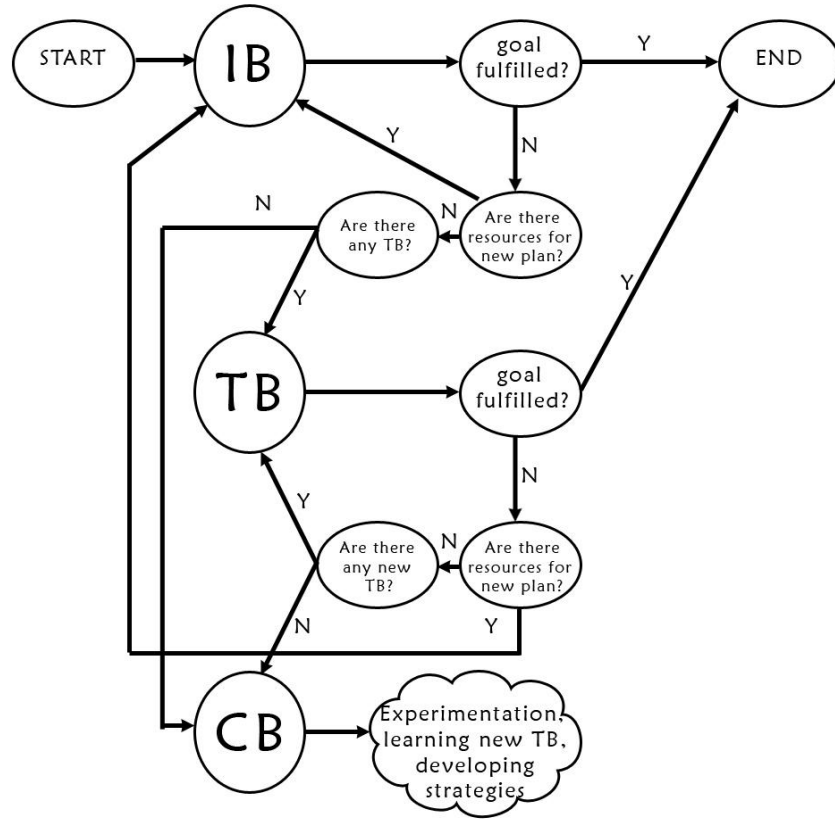 START
IB
goal
fulfilled?
Y
END
N
Y
N
Are there
any TB?
N
Are there
resources for
new plan?
Y
Y
TB
goal
fulfilled?
N
Y
Are there
any new
TB?
N
Are there
resources for
new plan?
N
Y
CB
Experimentation,
learning new TB,
developing
strategies